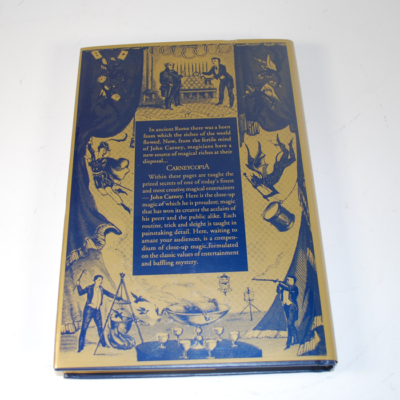 In ancient Rome there was a horn
from which the riches of the world
flowed. Now, from the fertile mind
of John Carney, magicians have a
new source of magical riches at their
disposal...
CARNEYCOPIA
Within these pages are taught the
prized secrets of one of today's finest
and most creative magical entertainers
— John Carney. Here is the close-up
magic of which he is president; magic
that has won its creator the acclaim of
his peers and the public alike. Each
routine, trick and sleight is taught in
painstaking detail. Here, waiting to
amaze your audiences, is a compen-
dium of close-up magic, formulated
on the classic values of entertainment
and baffling mystery.